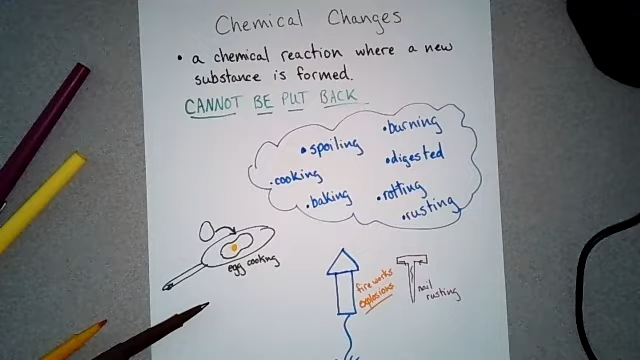 Chemical Changes
• a chemical reaction where a new
substance is formed.
CANNOT BE PUT BACK
• spoiling
• burning
• digested
• cooking
• baking
• rotting
• rusting
egg cooking
fireworks
explosions
nail
rusting